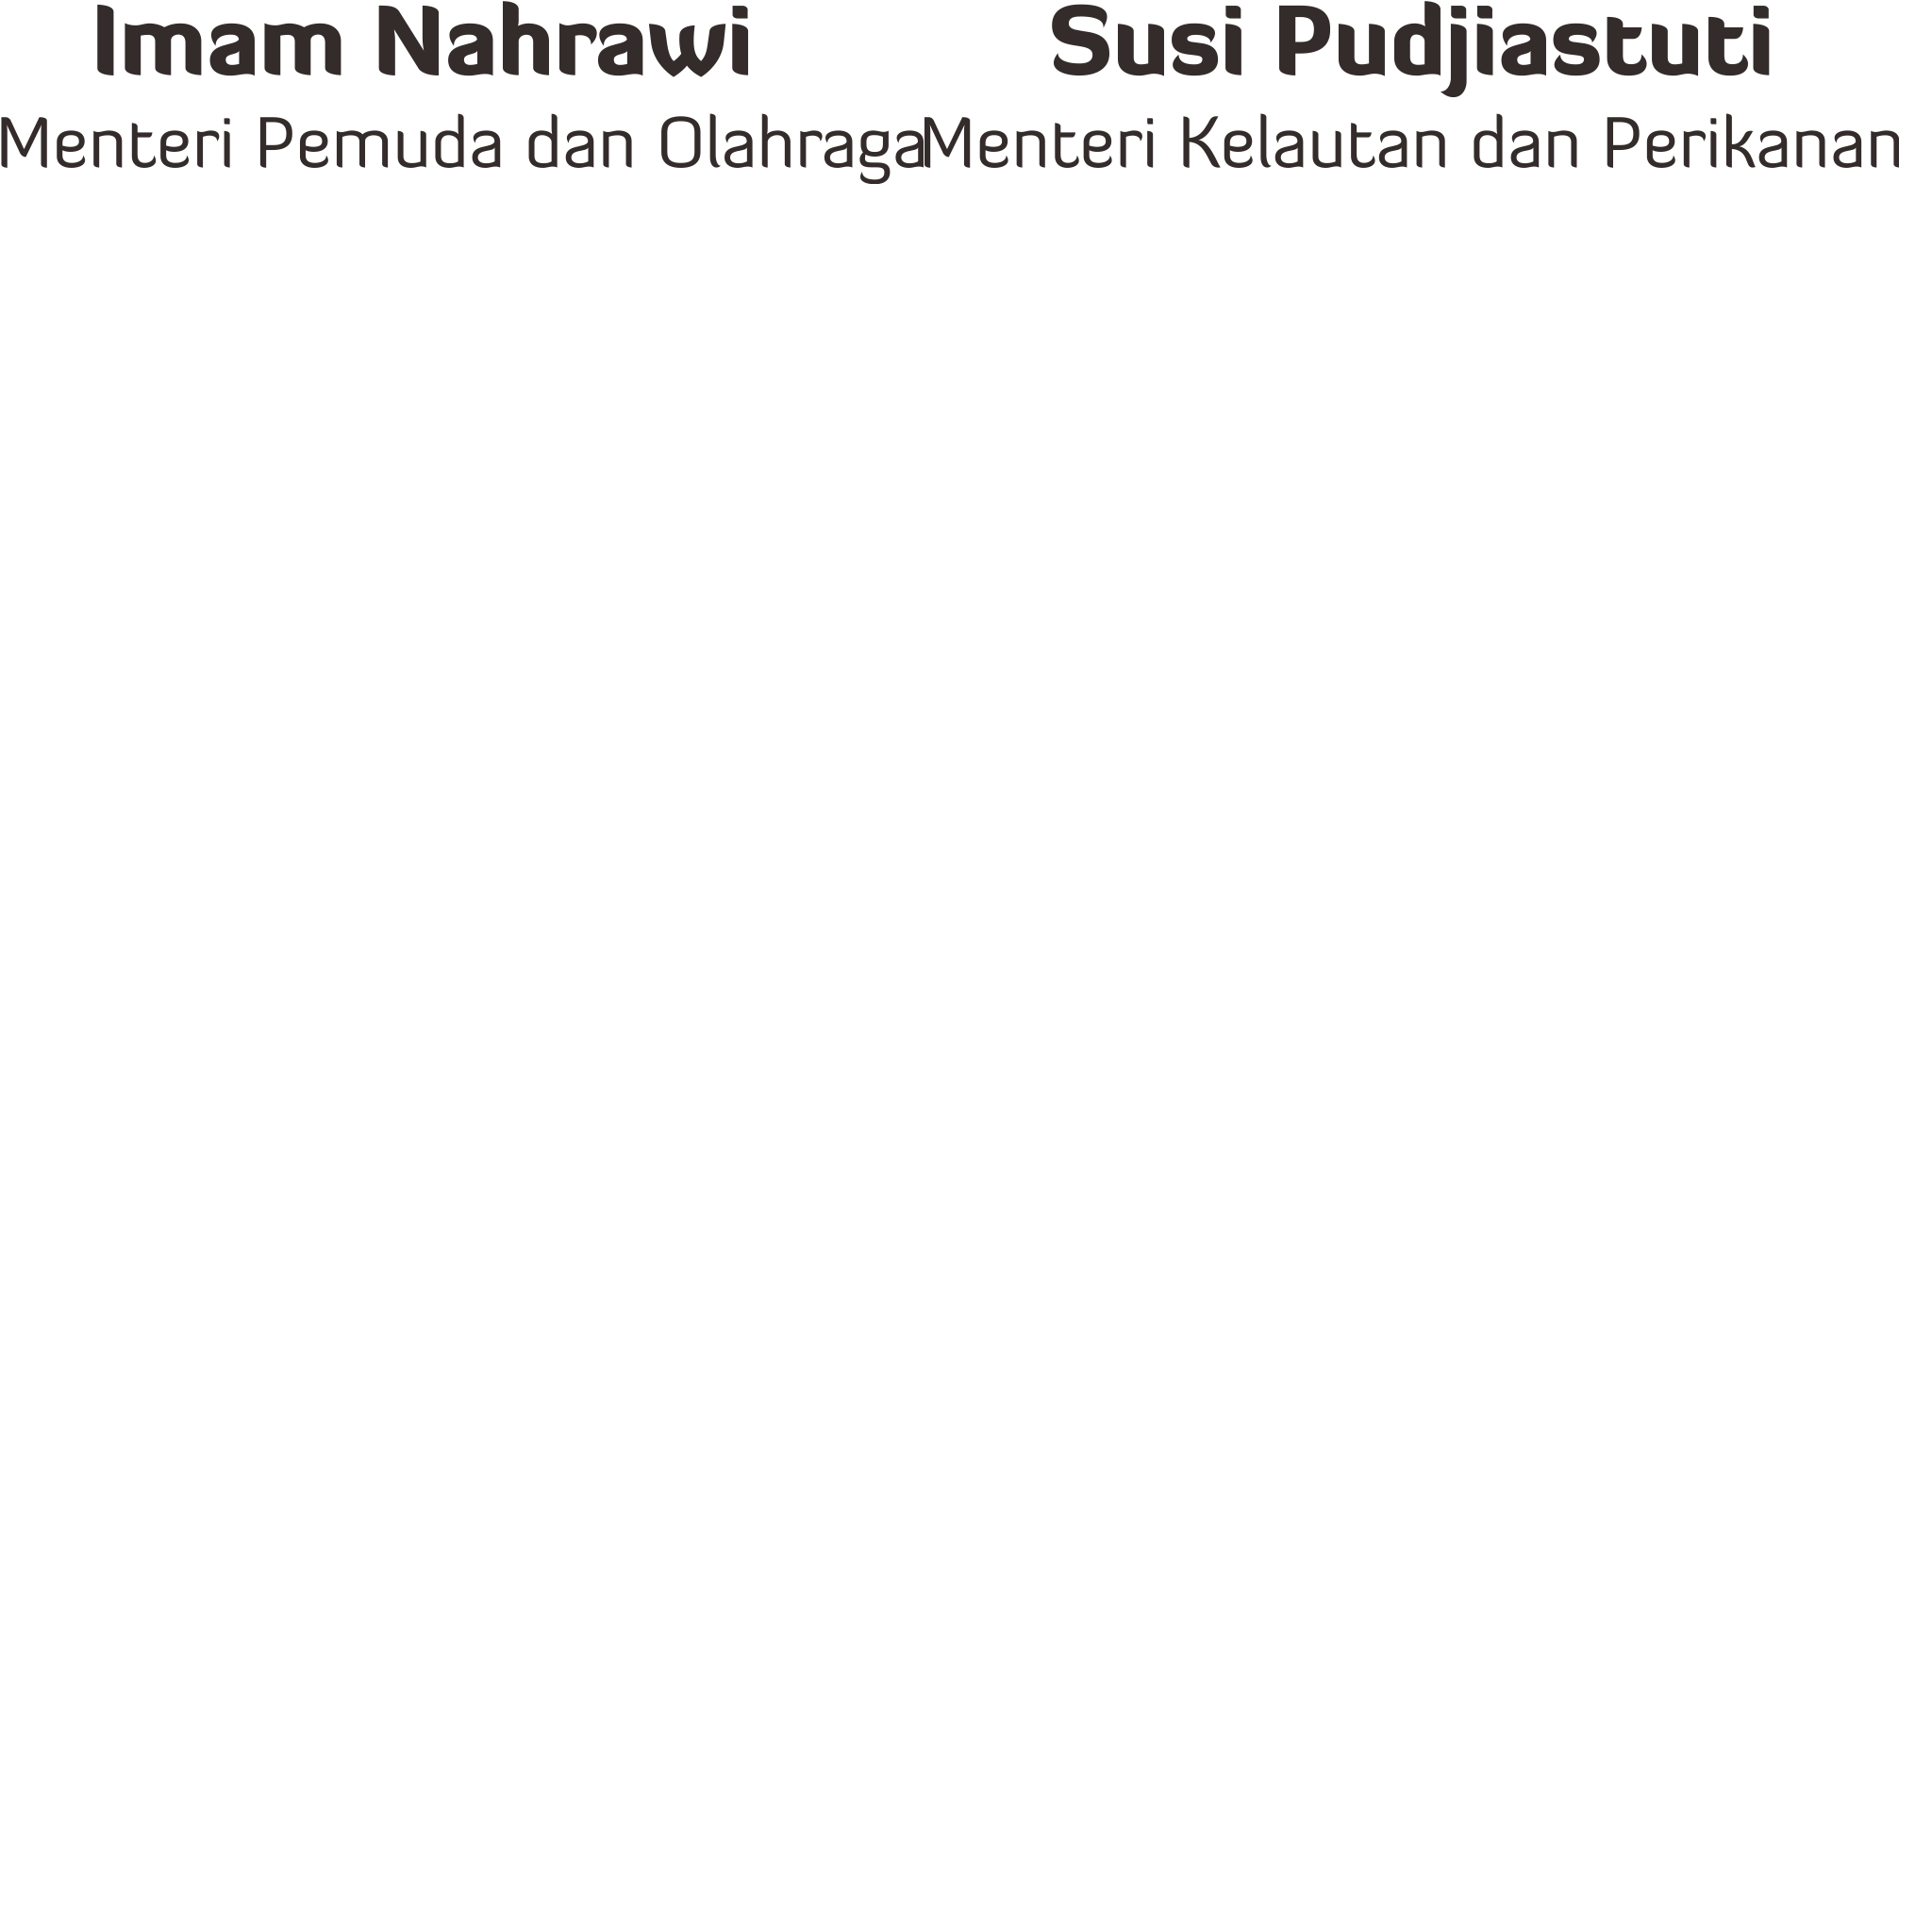 Imam Nahrawi
Menteri Pemuda dan Olahraga
Susi Pudjiastuti
Menteri Kelautan dan Perikanan